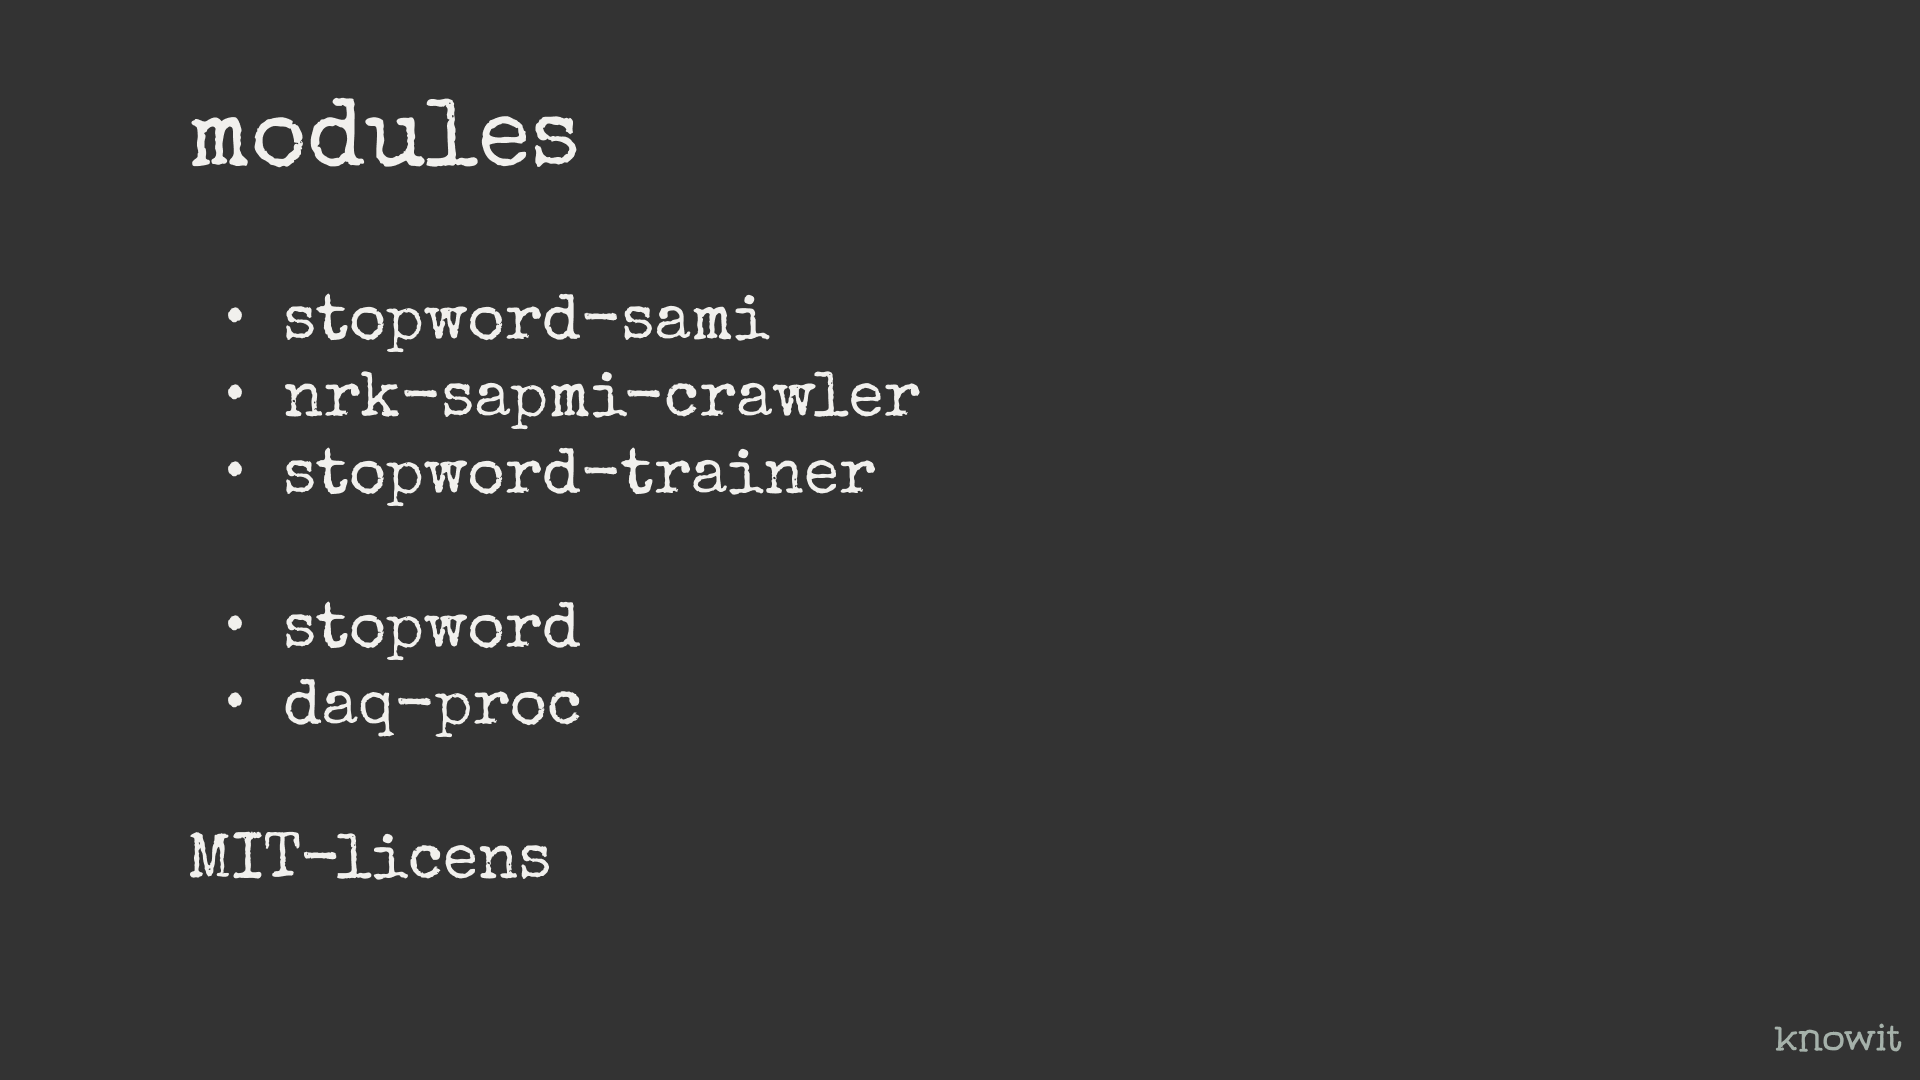 modules
• stopword-sami
• nrk-sapmi-crawler
• stopword-trainer
• stopword
• daq-proc
MIT-licens
knowit